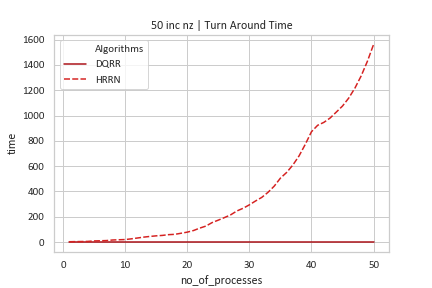 50 inc nz | Turn Around Time
1600
1400
1200
1000
800
600
400
200
0
time
Algorithms
DQRR
HRRN
0 10 20 30 40 50
no_of_processes